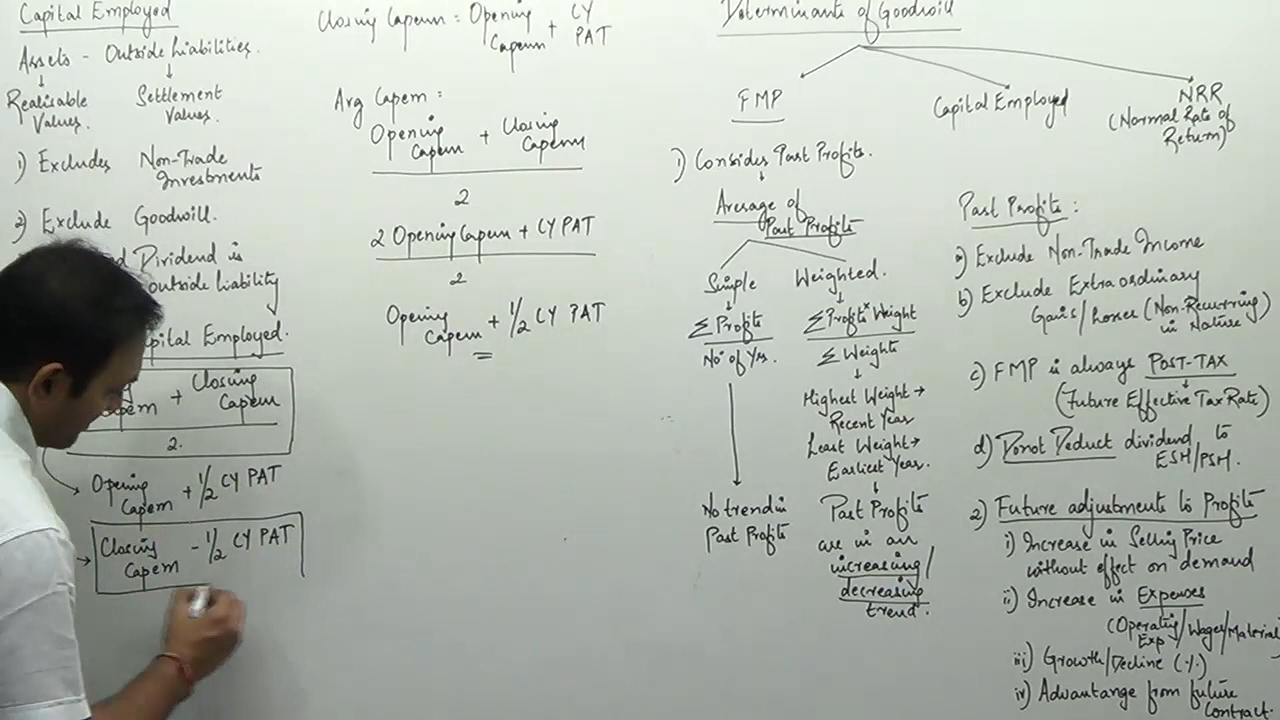 Capital Employed
Assets - Outside Liabilities.
Realisable Settlement
Values. Values.
1) Excludes Non-Trade
Investments
2) Exclude Goodwill.
Dividend is
outside liability
Capital Employed.
+ Closing
Capem
2.
Opening
Capem + 1/2 CY PAT
Closing
Capem - 1/2 CY PAT
Closing Capem = Opening
Capem + CY
PAT
Avg Capem =
Opening
Capem + Closing
Capem
2
2 Opening Capem + CY PAT
2
Opening
Capem + 1/2 CY PAT
Determinants of Goodwill
FMP
Capital Employed
NRR
(Normal Rate of
Return)
1) Considers Past Profits.
Average of
Past Profits
Simple Weighted.
Σ Profits
No of Yrs.
No trend in
Past Profits
Σ Profits x Weight
Σ Weight
Highest Weight →
Recent Year
Least Weight →
Earliest Year.
Past Profits
are in an
increasing/
decreasing
trend.
Past Profits :
a) Exclude Non-Trade Income
b) Exclude Extraordinary
Gains/Losses (Non-Recurring
in Nature)
c) FMP is always POST-TAX
(Future Effective Tax Rate)
d) Donot Deduct dividend to
ESH/PSH.
2) Future adjustments to Profits
i) Increase in Selling Price
without effect on demand
ii) Increase in Expenses
(Operating
Exp/Wages/Material)
iii) Growth/Decline (%)
iv) Advantange from future
Contract.